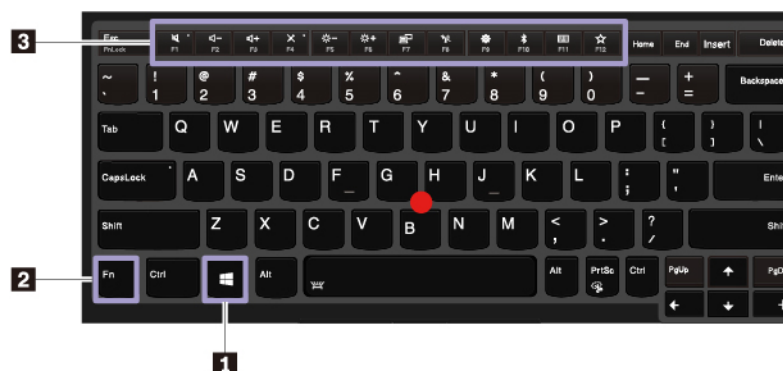 3
Esc F1 F2 F3 F4 F5 F6 F7 F8 F9 F10 F11 F12 Home End Insert Delete
FnLock
~ ! @ # $ % ^ & * ( ) — +
` 1 2 3 4 5 6 7 8 9 0 - = Backspace
Tab Q W E R T Y U I O P { } |
[ ] \
CapsLock A S D F G H J K L : " Enter
; '
Shift Z X C V B N M < > ? Shi
, . /
2
Fn Ctrl Alt Alt PrtSc Ctrl PgUp PgD
1